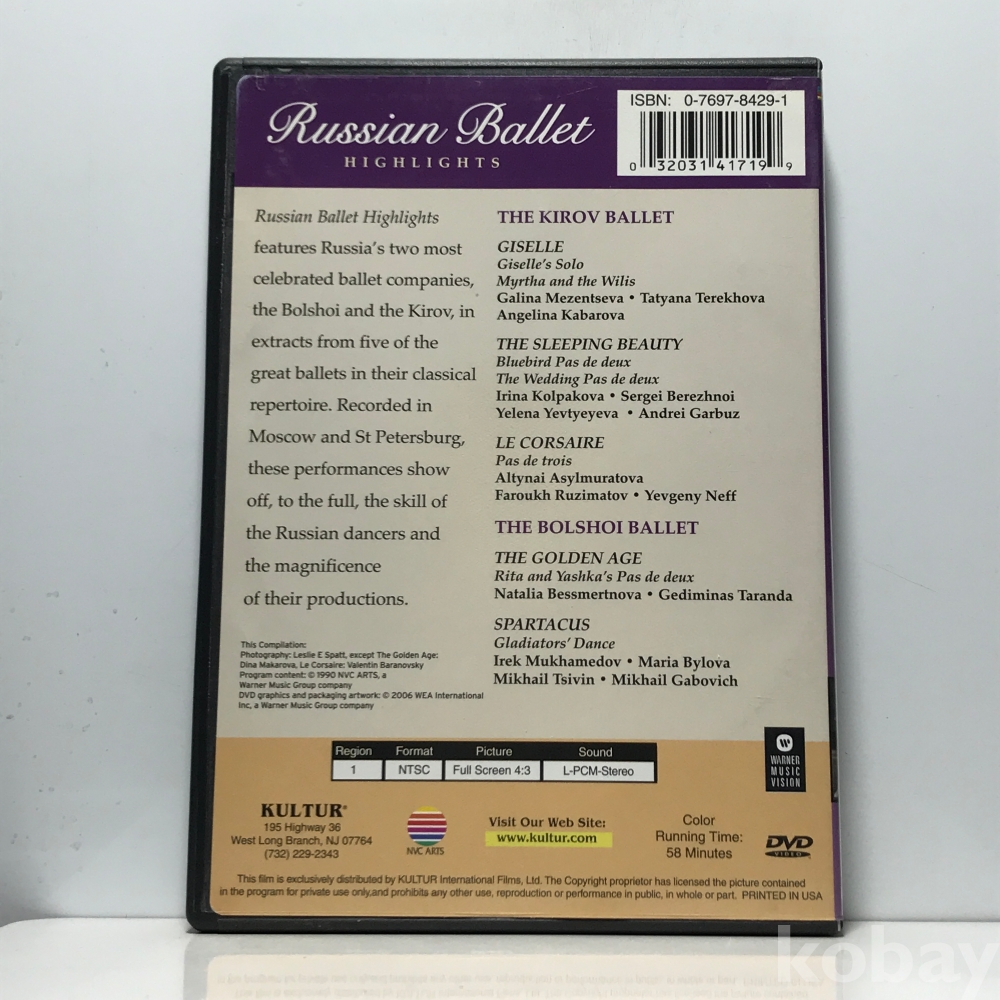 Russian Ballet
HIGHLIGHTS
ISBN: 0-7697-8429-1
0 32031 41719 9
Russian Ballet Highlights
features Russia's two most
celebrated ballet companies,
the Bolshoi and the Kirov, in
extracts from five of the
great ballets in their classical
repertoire. Recorded in
Moscow and St Petersburg,
these performances show
off, to the full, the skill of
the Russian dancers and
the magnificence
of their productions.
This Compilation:
Photography: Leslie E Spatt, except The Golden Age:
Dina Makarova, Le Corsaire: Valentin Baranovsky
Program content: © 1990 NVC ARTS, a
Warner Music Group company
DVD graphics and packaging artwork: © 2006 WEA International
Inc, a Warner Music Group company
THE KIROV BALLET
GISELLE
Giselle's Solo
Myrtha and the Wilis
Galina Mezentseva • Tatyana Terekhova
Angelina Kabarova
THE SLEEPING BEAUTY
Bluebird Pas de deux
The Wedding Pas de deux
Irina Kolpakova • Sergei Berezhnoi
Yelena Yevtyeyeva • Andrei Garbuz
LE CORSAIRE
Pas de trois
Altynai Asylmuratova
Faroukh Ruzimatov • Yevgeny Neff
THE BOLSHOI BALLET
THE GOLDEN AGE
Rita and Yashka's Pas de deux
Natalia Bessmertnova • Gediminas Taranda
SPARTACUS
Gladiators' Dance
Irek Mukhamedov • Maria Bylova
Mikhail Tsivin • Mikhail Gabovich
Region Format Picture Sound
1 NTSC Full Screen 4:3 L-PCM-Stereo
WARNER
MUSIC
VISION
KULTUR®
195 Highway 36
West Long Branch, NJ 07764
(732) 229-2343
NVC ARTS
Visit Our Web Site:
www.kultur.com
Color
Running Time:
58 Minutes
DVD
VIDEO
This film is exclusively distributed by KULTUR International Films, Ltd. The Copyright proprietor has licensed the picture contained
in the program for private use only,and prohibits any other use, reproduction or performance in public, in whole or part. PRINTED IN USA
kobay